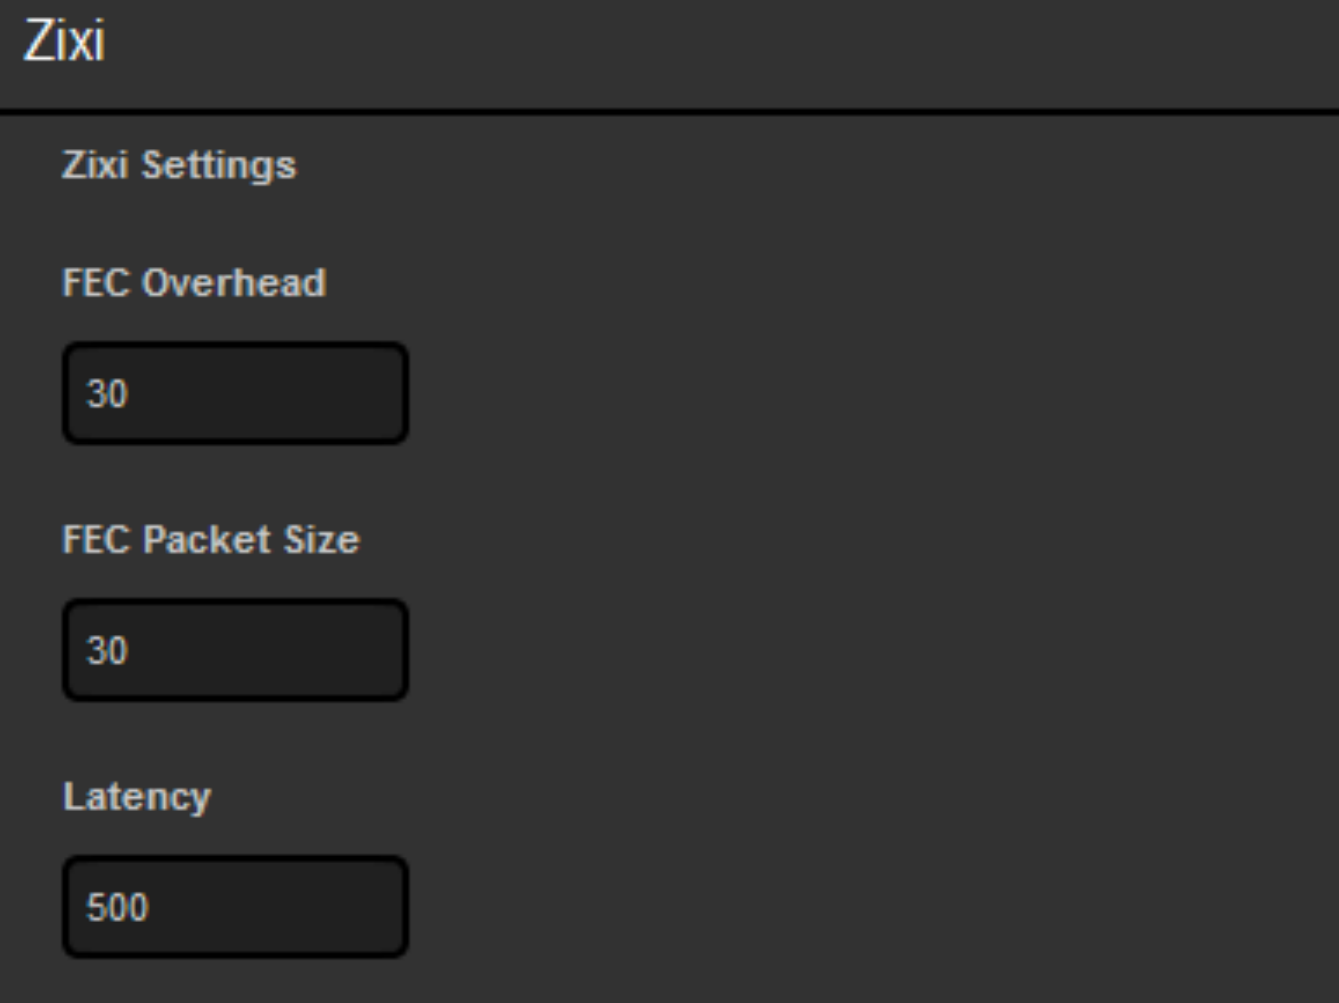 Zixi
Zixi Settings
FEC Overhead
30
FEC Packet Size
30
Latency
500